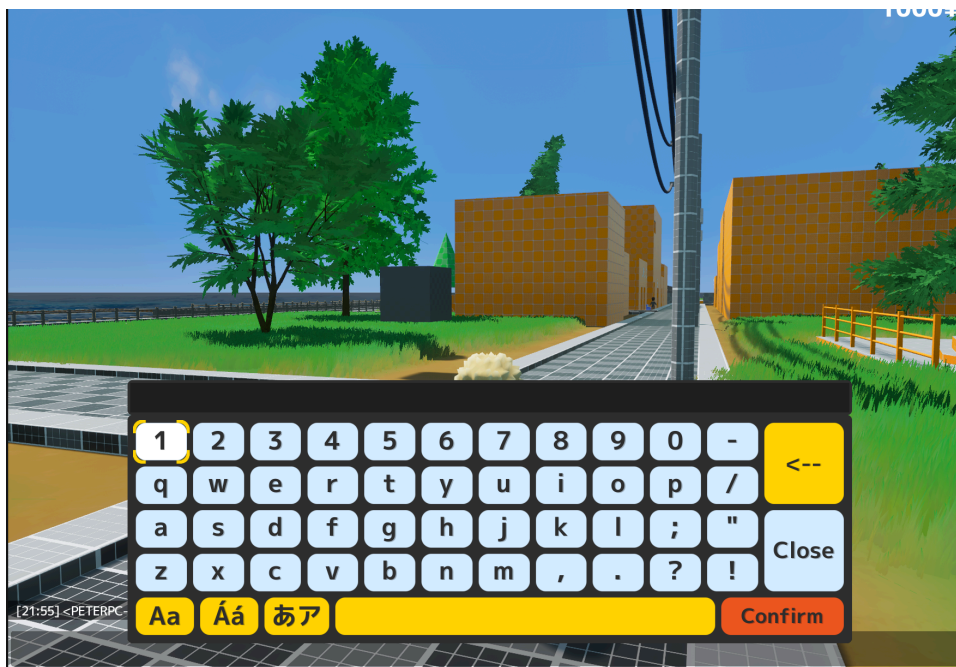 1000¥
1 2 3 4 5 6 7 8 9 0 -
<--
q w e r t y u i o p /
a s d f g h j k l ; "
Close
z x c v b n m , . ? !
[21:55] <PETERPC-
Aa Áá あア Confirm